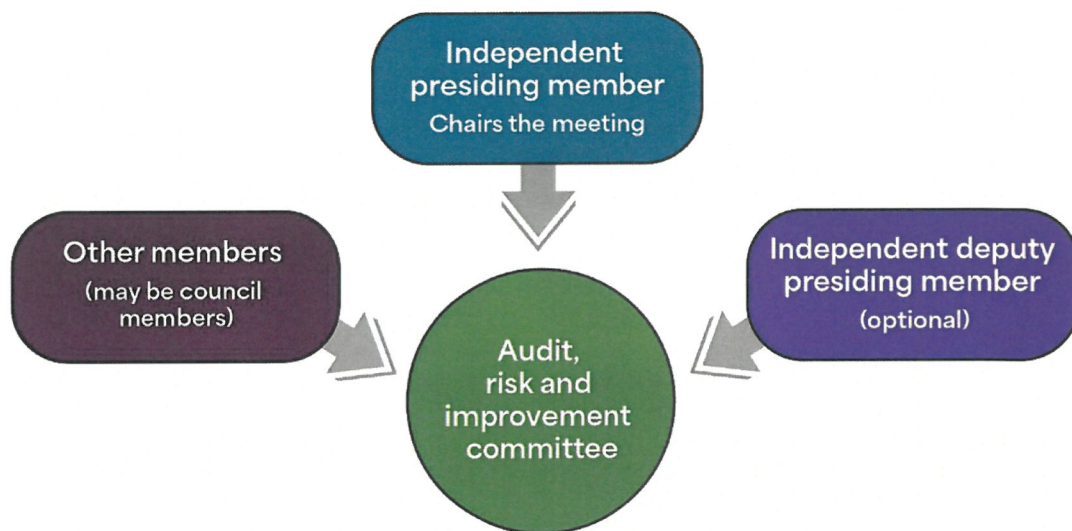 Independent
presiding member
Chairs the meeting
Other members
(may be council
members)
Independent deputy
presiding member
(optional)
Audit,
risk and
improvement
committee